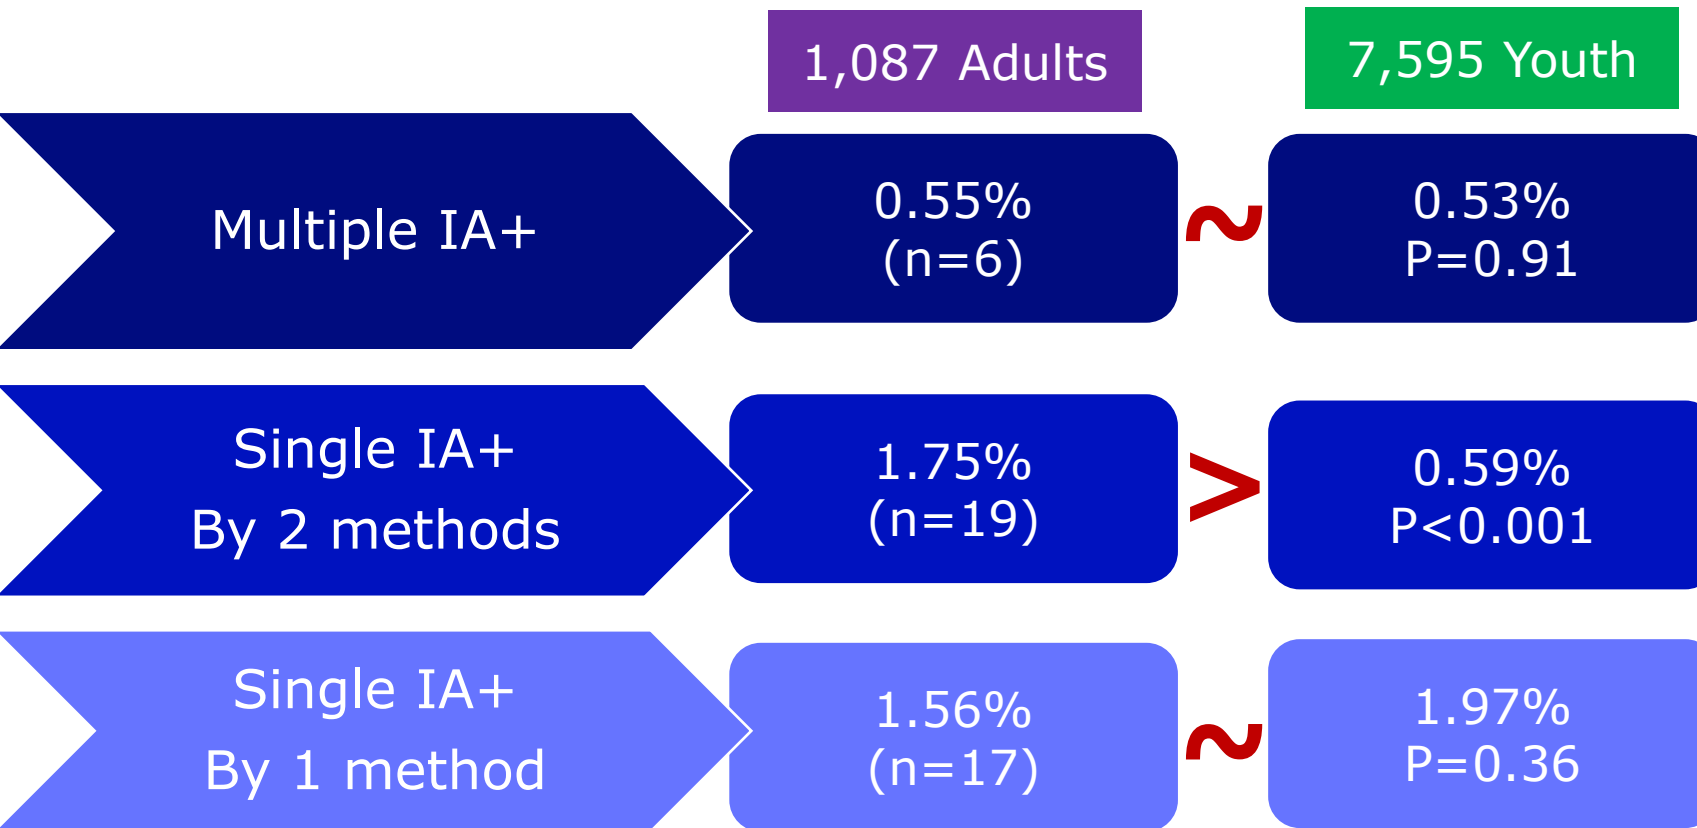 1,087 Adults
7,595 Youth
Multiple IA+
0.55%
(n=6)
~
0.53%
P=0.91
Single IA+
By 2 methods
1.75%
(n=19)
>
0.59%
P<0.001
Single IA+
By 1 method
1.56%
(n=17)
~
1.97%
P=0.36